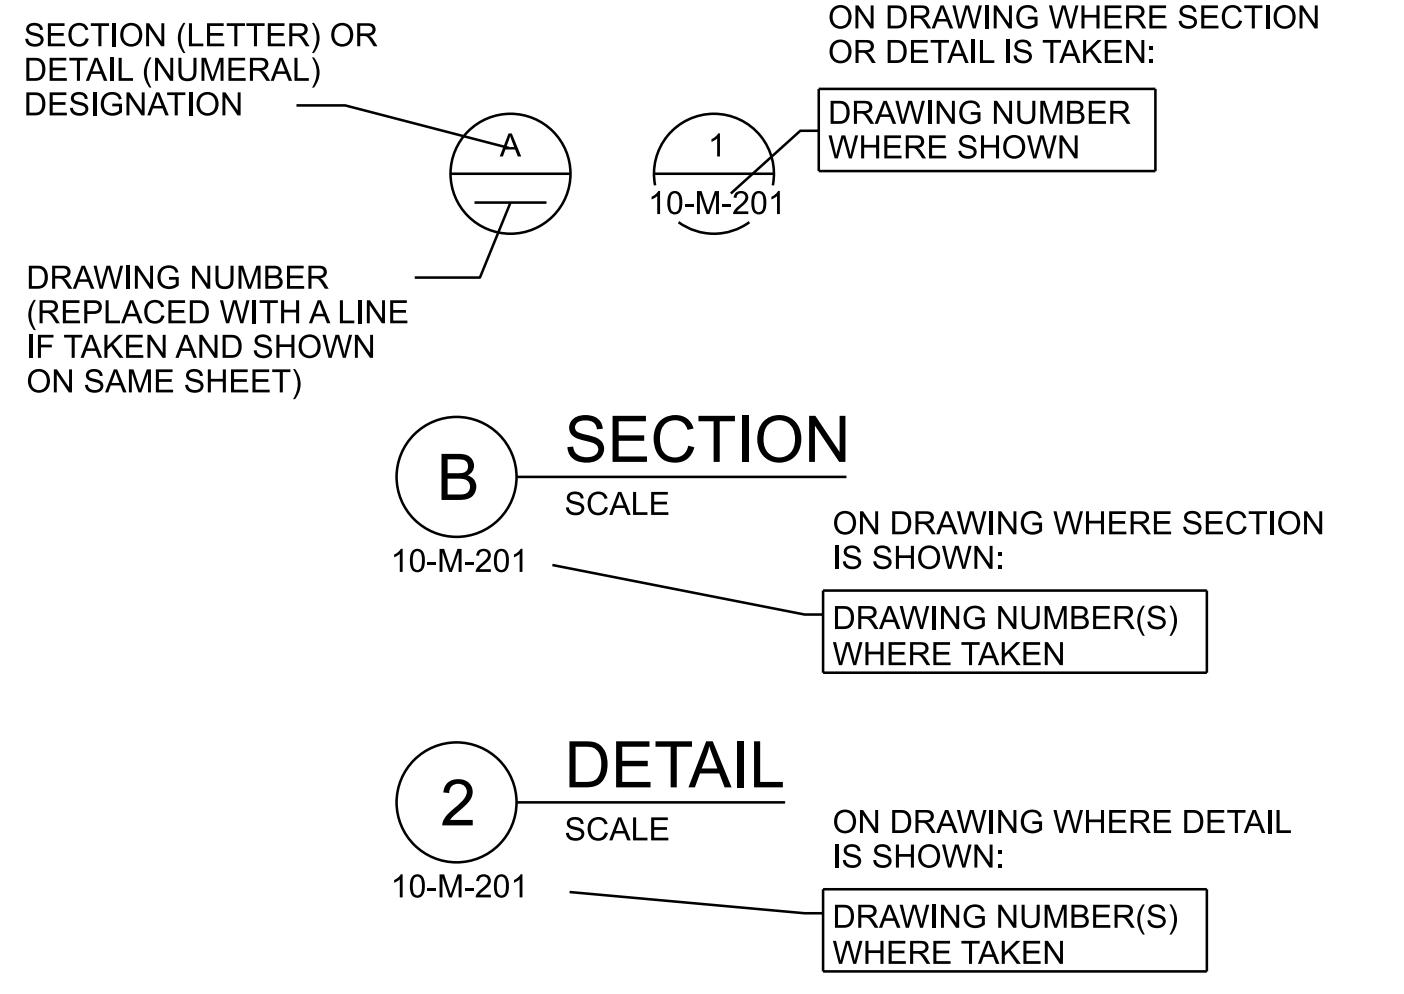 SECTION (LETTER) OR
DETAIL (NUMERAL)
DESIGNATION
A
1
10-M-201
ON DRAWING WHERE SECTION
OR DETAIL IS TAKEN:
DRAWING NUMBER
WHERE SHOWN
DRAWING NUMBER
(REPLACED WITH A LINE
IF TAKEN AND SHOWN
ON SAME SHEET)
B
SECTION
SCALE
10-M-201
ON DRAWING WHERE SECTION
IS SHOWN:
DRAWING NUMBER(S)
WHERE TAKEN
2
DETAIL
SCALE
10-M-201
ON DRAWING WHERE DETAIL
IS SHOWN:
DRAWING NUMBER(S)
WHERE TAKEN